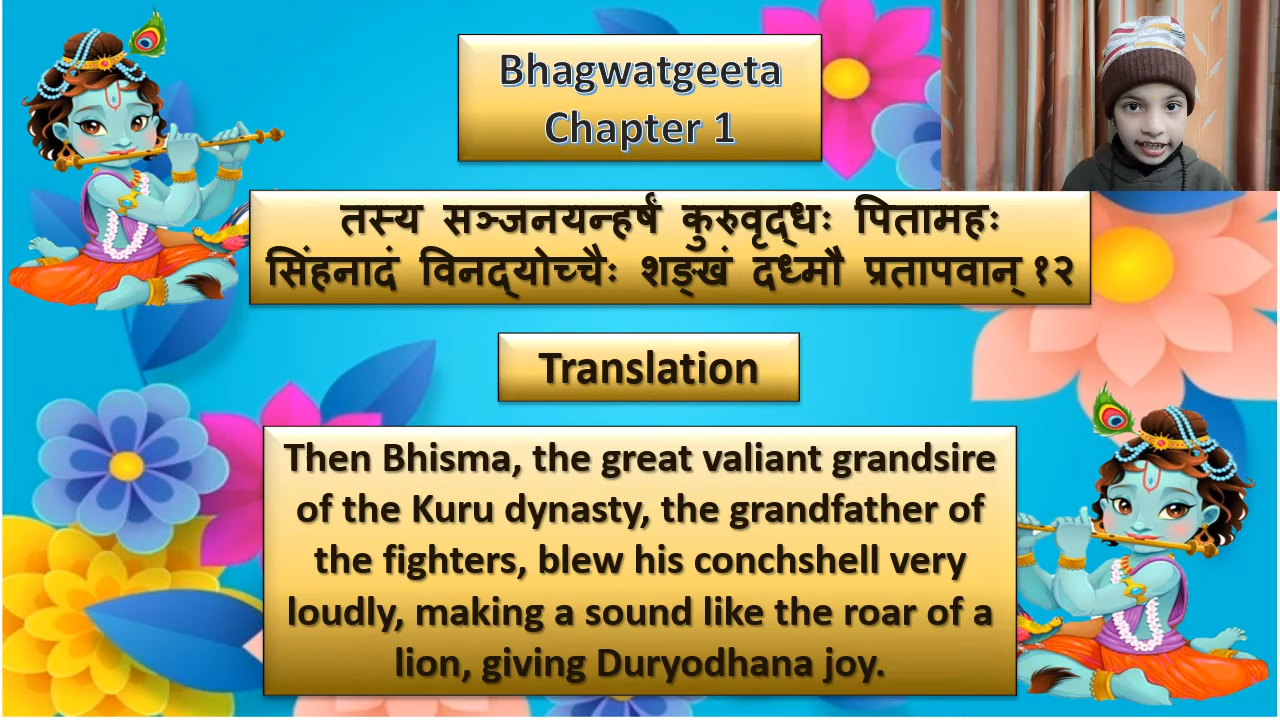 Bhagwatgeeta
Chapter 1
तस्य सञ्जनयन्हर्षं कुरुवृद्धः पितामहः
सिंहनादं विनद्योच्चैः शङ्खं दध्मौ प्रतापवान् १२
Translation
Then Bhisma, the great valiant grandsire
of the Kuru dynasty, the grandfather of
the fighters, blew his conchshell very
loudly, making a sound like the roar of a
lion, giving Duryodhana joy.